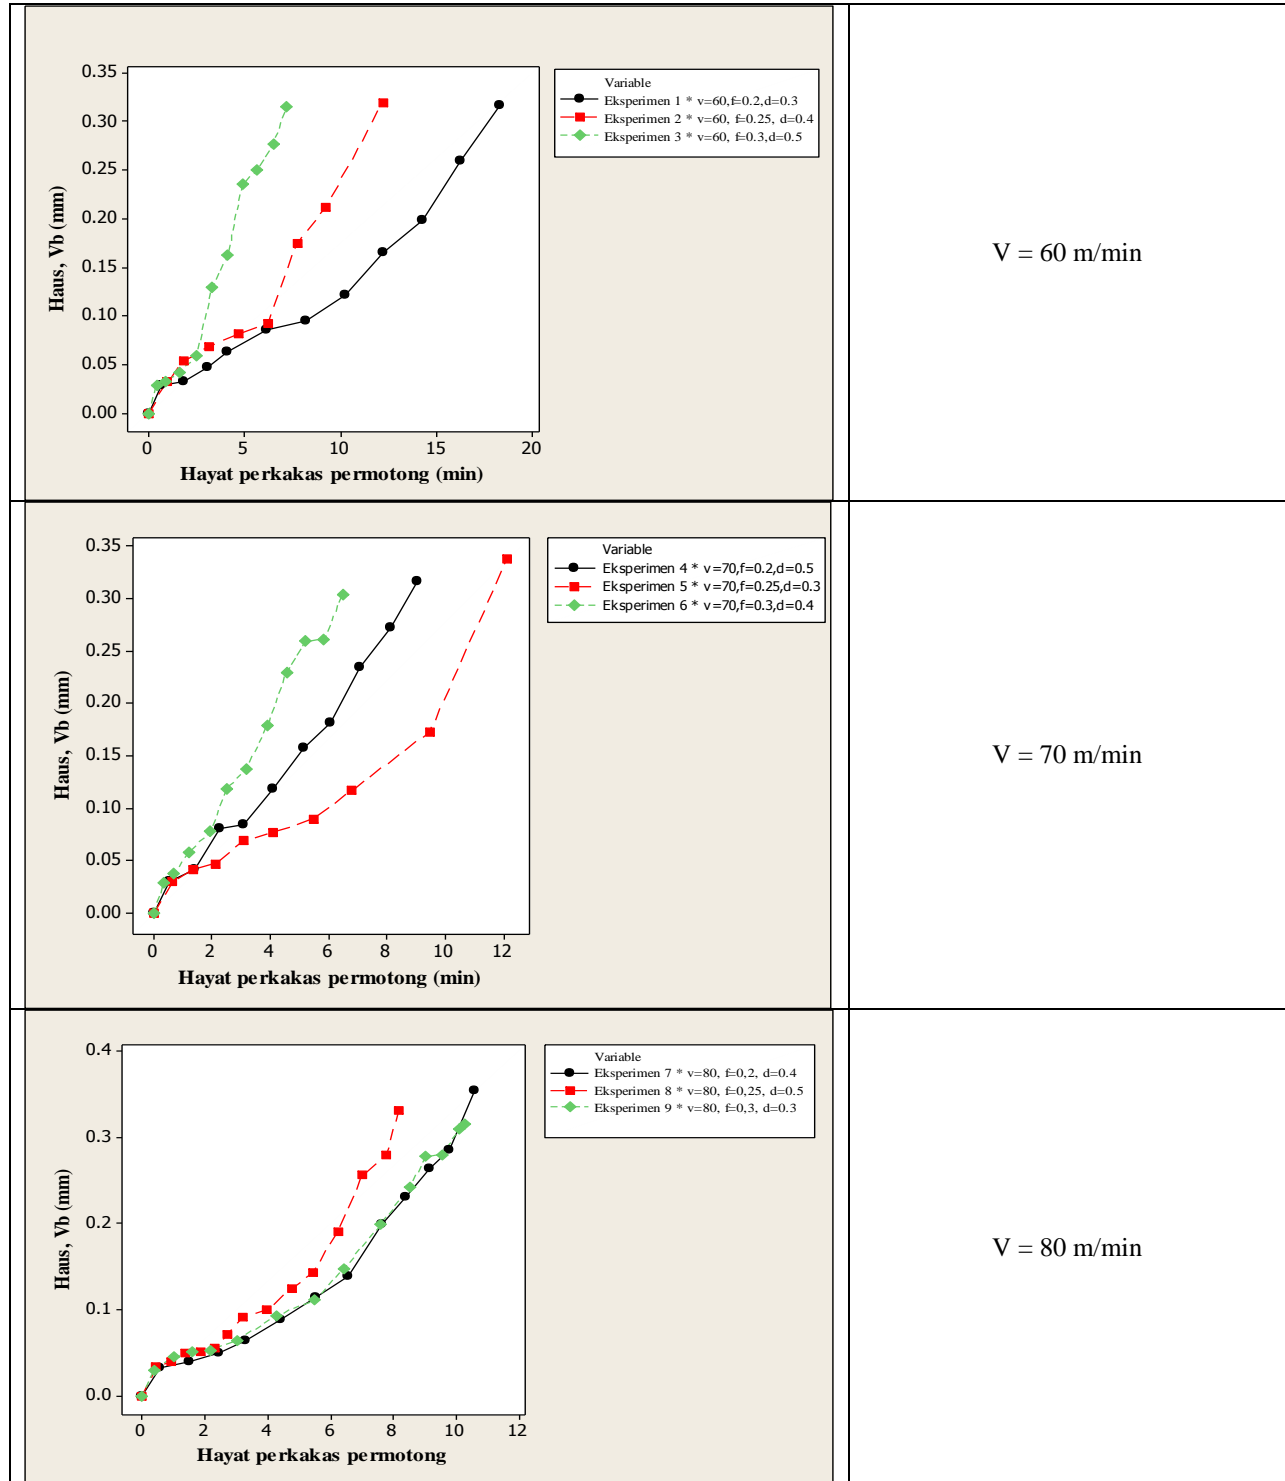 0.35
0.30
0.25
0.20
0.15
0.10
0.05
0.00
Haus, Vb (mm)
0 5 10 15 20
Hayat perkakas permotong (min)
Variable
Eksperimen 1 * v=60,f=0.2,d=0.3
Eksperimen 2 * v=60, f=0.25, d=0.4
Eksperimen 3 * v=60, f=0.3,d=0.5
V = 60 m/min
0.35
0.30
0.25
0.20
0.15
0.10
0.05
0.00
Haus, Vb (mm)
0 2 4 6 8 10 12
Hayat perkakas permotong (min)
Variable
Eksperimen 4 * v=70,f=0.2,d=0.5
Eksperimen 5 * v=70,f=0.25,d=0.3
Eksperimen 6 * v=70,f=0.3,d=0.4
V = 70 m/min
0.4
0.3
0.2
0.1
0.0
Haus, Vb (mm)
0 2 4 6 8 10 12
Hayat perkakas permotong
Variable
Eksperimen 7 * v=80, f=0,2, d=0.4
Eksperimen 8 * v=80, f=0,25, d=0.5
Eksperimen 9 * v=80, f=0,3, d=0.3
V = 80 m/min